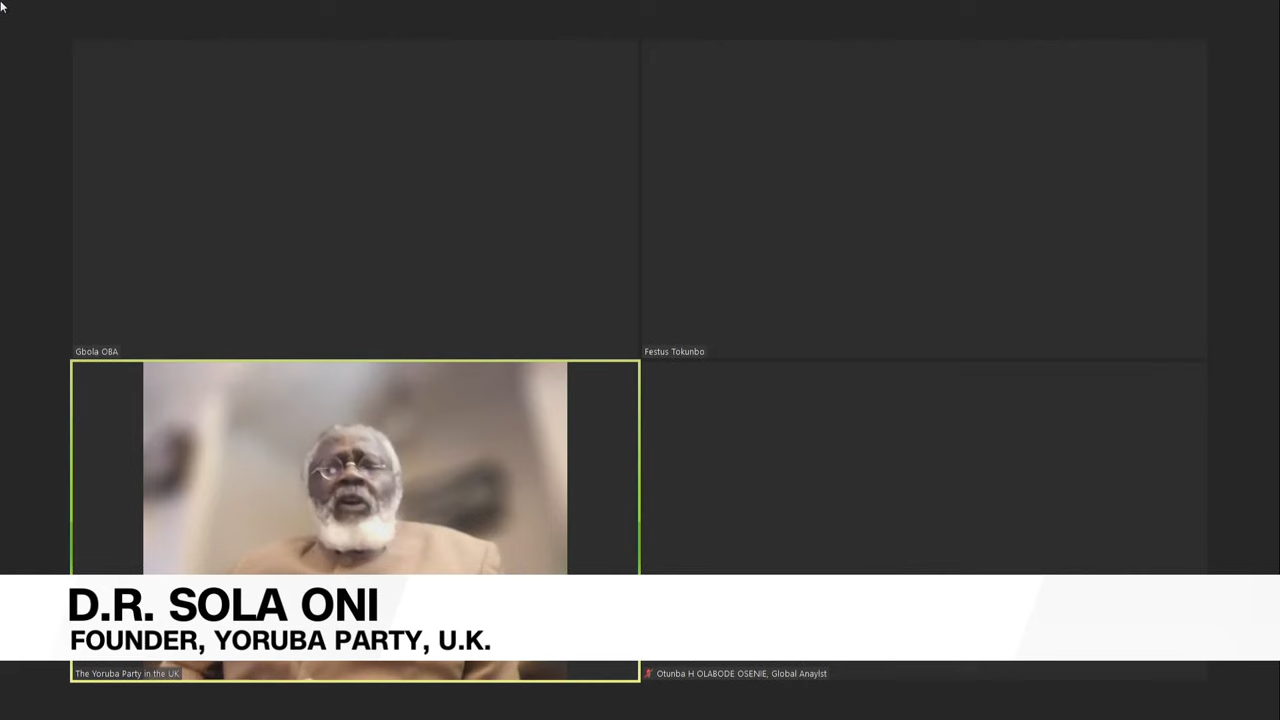 Gbola OBA
Festus Tokunbo
D.R. SOLA ONI
FOUNDER, YORUBA PARTY, U.K.
The Yoruba Party in the UK
Otunba H OLABODE OSENIE, Global Anaylst